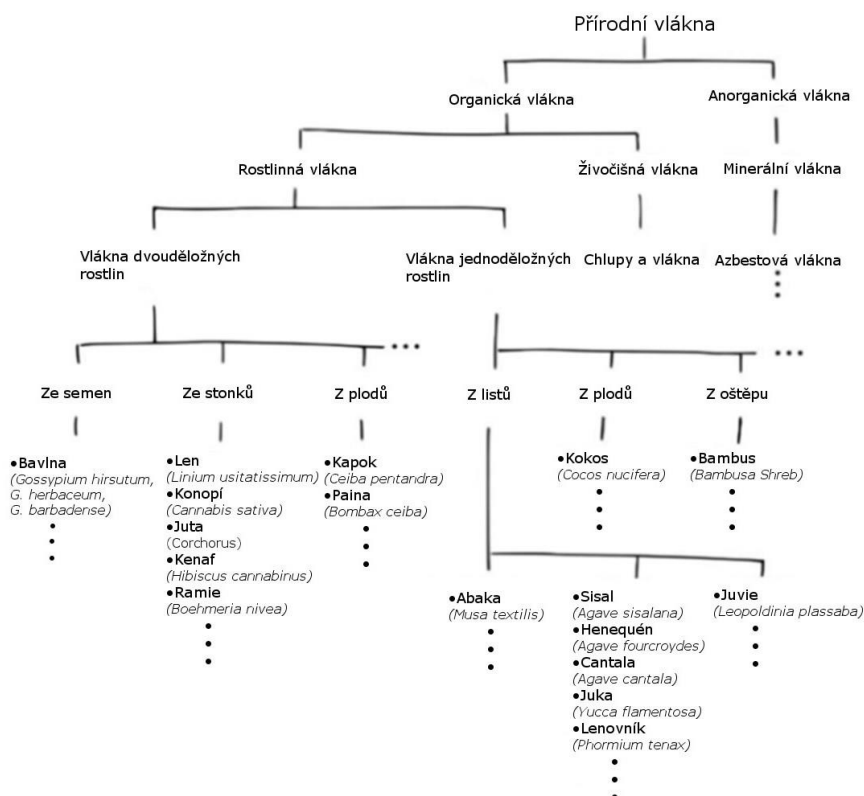 Přírodní vlákna
Organická vlákna
Anorganická vlákna
Rostlinná vlákna
Živočišná vlákna
Minerální vlákna
Vlákna dvouděložných
rostlin
Vlákna jednoděložných
rostlin
Chlupy a vlákna
Azbestová vlákna
Ze semen
Ze stonků
Z plodů
Z listů
Z plodů
Z oštěpu
•Bavlna
(Gossypium hirsutum,
G. herbaceum,
G. barbadense)
•Len
(Linium usitatissimum)
•Konopí
(Cannabis sativa)
•Juta
(Corchorus)
•Kenaf
(Hibiscus cannabinus)
•Ramie
(Boehmeria nivea)
•Kapok
(Ceiba pentandra)
•Paina
(Bombax ceiba)
•Kokos
(Cocos nucifera)
•Bambus
(Bambusa Shreb)
•Abaka
(Musa textilis)
•Sisal
(Agave sisalana)
•Henequén
(Agave fourcroydes)
•Cantala
(Agave cantala)
•Juka
(Yucca flamentosa)
•Lenovník
(Phormium tenax)
•Juvie
(Leopoldinia plassaba)